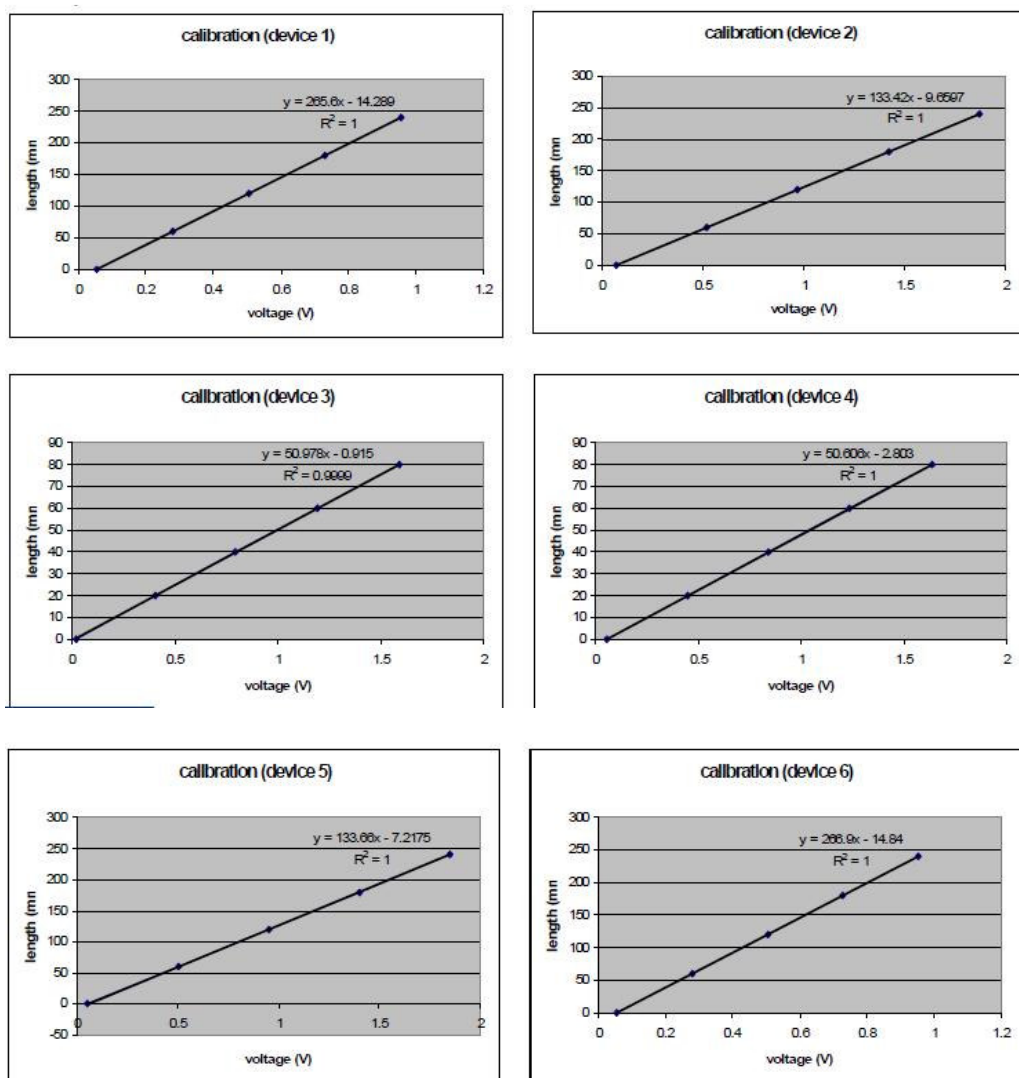 calibration (device 1)
300
250
200
150
100
50
0
y = 265.6x - 14.289
R² = 1
length (mn
0 0.2 0.4 0.6 0.8 1 1.2
voltage (V)
calibration (device 2)
300
250
200
150
100
50
0
y = 133.42x - 9.6597
R² = 1
length (mn
0 0.5 1 1.5 2
voltage (V)
calibration (device 3)
90
80
70
60
50
40
30
20
10
0
y = 50.978x - 0.915
R² = 0.9999
length (mn
0 0.5 1 1.5 2
voltage (V)
calibration (device 4)
90
80
70
60
50
40
30
20
10
0
y = 50.606x - 2.803
R² = 1
length (mn
0 0.5 1 1.5 2
voltage (V)
calibration (device 5)
300
250
200
150
100
50
0
-50
y = 133.66x - 7.2175
R² = 1
length (mn
0 0.5 1 1.5 2
voltage (V)
calibration (device 6)
300
250
200
150
100
50
0
y = 266.9x - 14.84
R² = 1
length (mn
0 0.2 0.4 0.6 0.8 1 1.2
voltage (V)